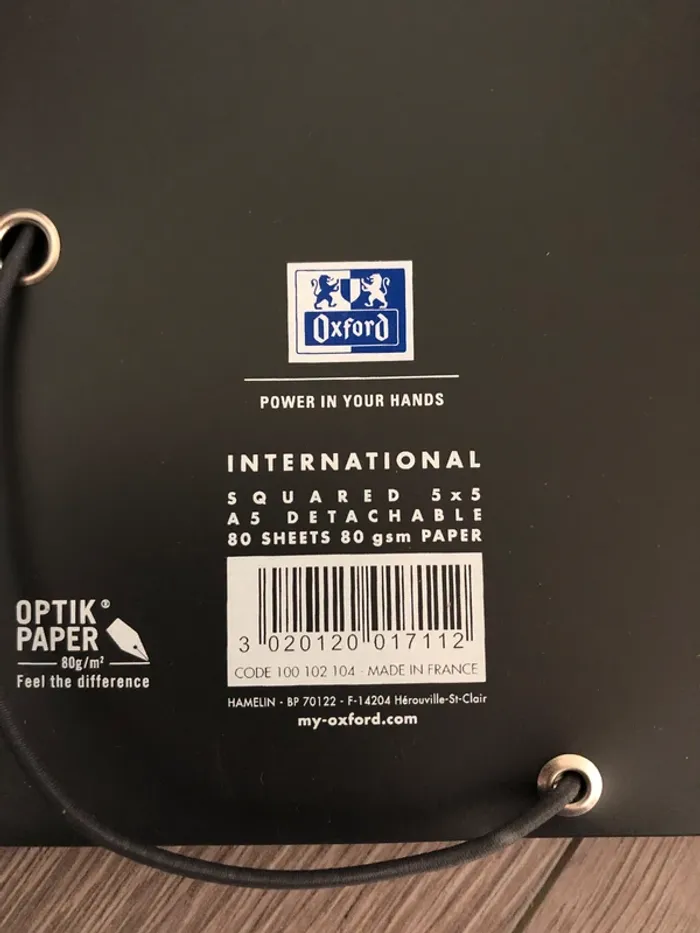 Oxford
POWER IN YOUR HANDS
INTERNATIONAL
SQUARED 5x5
A5 DETACHABLE
80 SHEETS 80 gsm PAPER
3 020120 017112
CODE 100 102 104 - MADE IN FRANCE
HAMELIN - BP 70122 - F-14204 Hérouville-St-Clair
my-oxford.com
OPTIK®
PAPER
80g/m²
Feel the difference